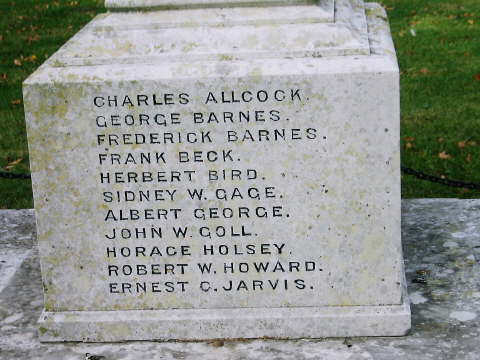 CHARLES ALLCOCK.
GEORGE BARNES.
FREDERICK BARNES.
FRANK BECK.
HERBERT BIRD.
SIDNEY W. GAGE.
ALBERT GEORGE.
JOHN W. GOLL.
HORACE HOLSEY.
ROBERT W. HOWARD.
ERNEST C. JARVIS.